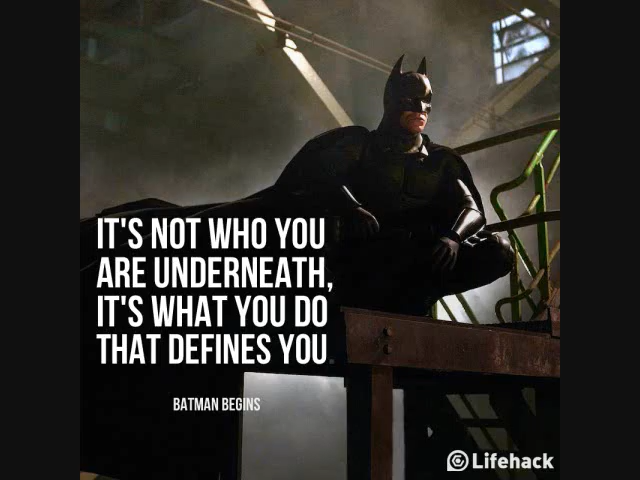 IT'S NOT WHO YOU
ARE UNDERNEATH,
IT'S WHAT YOU DO
THAT DEFINES YOU.
BATMAN BEGINS
Lifehack